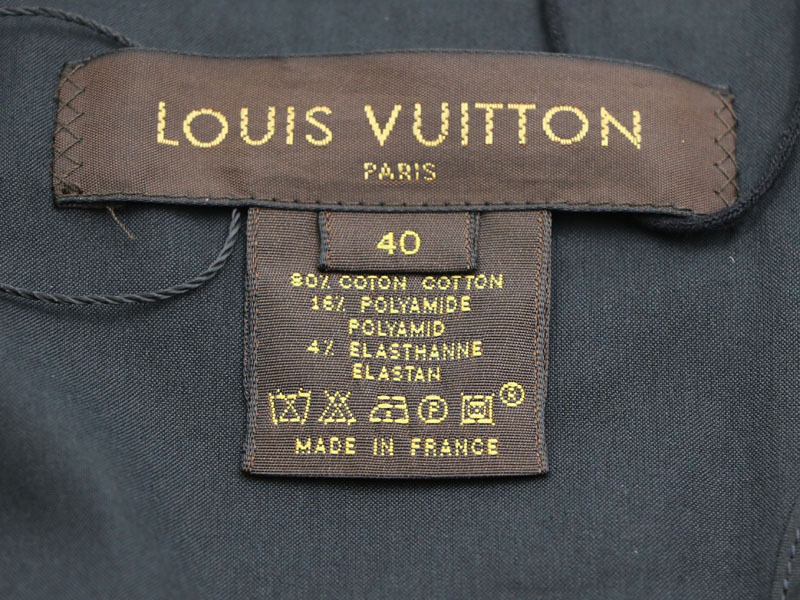 LOUIS VUITTON
PARIS
40
80% COTON COTTON
16% POLYAMIDE
POLYAMID
4% ELASTHANNE
ELASTAN
P ®
MADE IN FRANCE